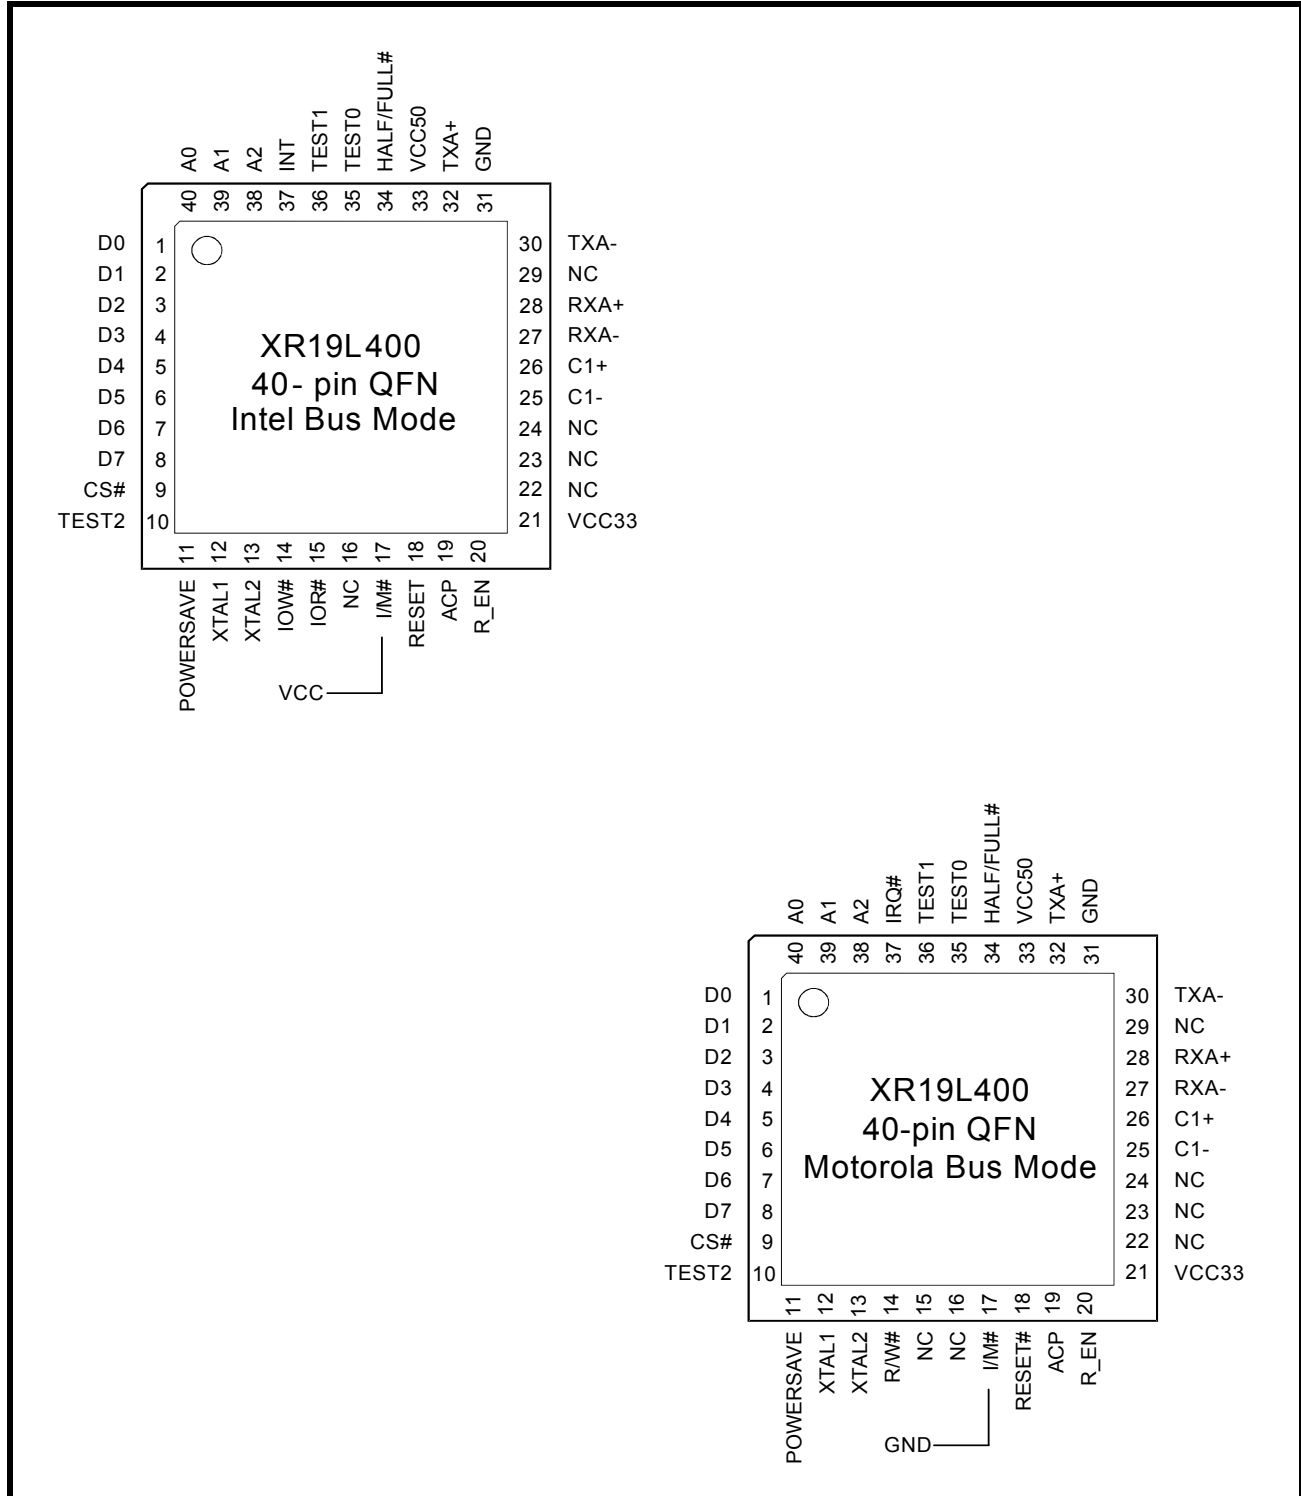 A0 A1 A2 INT TEST1 TEST0 HALF/FULL# VCC50 TXA+ GND
40 39 38 37 36 35 34 33 32 31
D0 1 30 TXA-
D1 2 29 NC
D2 3 28 RXA+
D3 4 27 RXA-
D4 5 26 C1+
D5 6 25 C1-
D6 7 24 NC
D7 8 23 NC
CS# 9 22 NC
TEST2 10 21 VCC33
XR19L400
40- pin QFN
Intel Bus Mode
11 12 13 14 15 16 17 18 19 20
POWERSAVE XTAL1 XTAL2 IOW# IOR# NC I/M# RESET ACP R_EN
VCC
A0 A1 A2 IRQ# TEST1 TEST0 HALF/FULL# VCC50 TXA+ GND
40 39 38 37 36 35 34 33 32 31
D0 1 30 TXA-
D1 2 29 NC
D2 3 28 RXA+
D3 4 27 RXA-
D4 5 26 C1+
D5 6 25 C1-
D6 7 24 NC
D7 8 23 NC
CS# 9 22 NC
TEST2 10 21 VCC33
XR19L400
40-pin QFN
Motorola Bus Mode
11 12 13 14 15 16 17 18 19 20
POWERSAVE XTAL1 XTAL2 R/W# NC NC I/M# RESET# ACP R_EN
GND